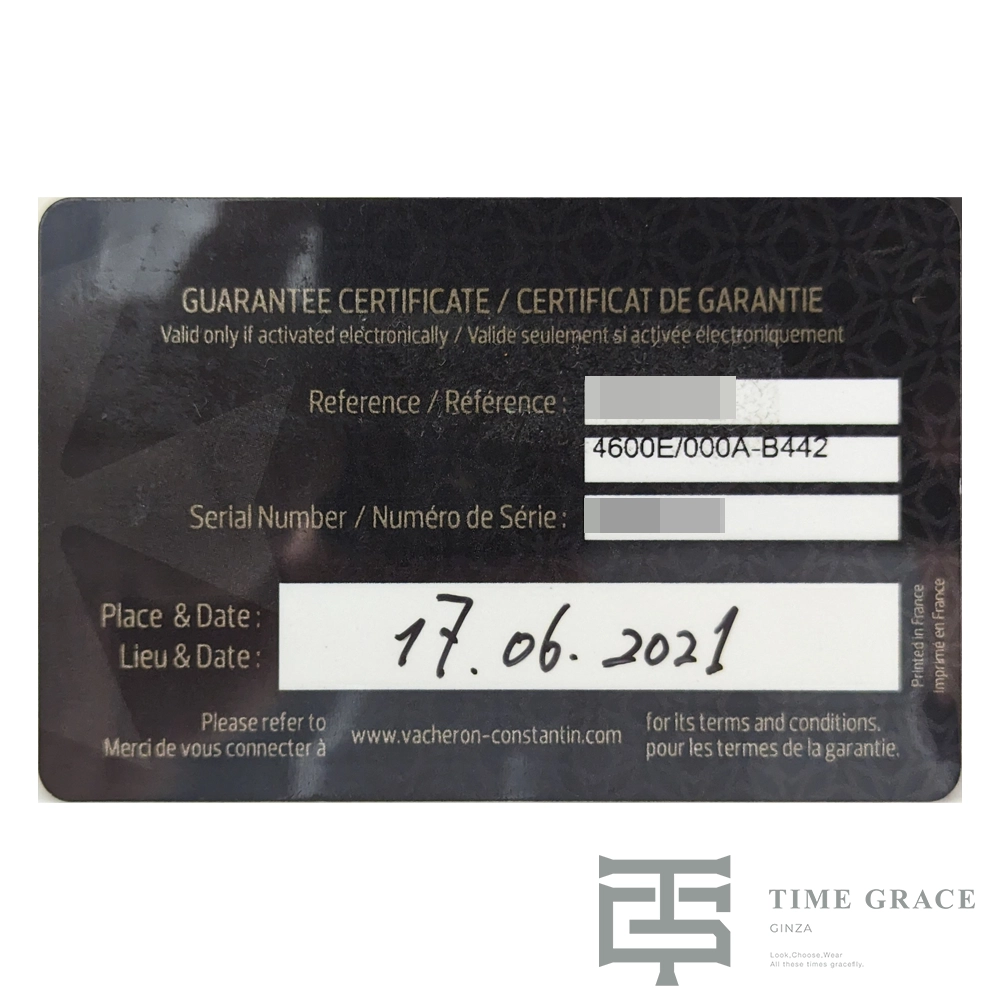 GUARANTEE CERTIFICATE / CERTIFICAT DE GARANTIE
Valid only if activated electronically / Valide seulement si activée électroniquement
Reference / Référence :
4600E/000A-B442
Serial Number / Numéro de Série :
Place & Date :
Lieu & Date :
17.06.2021
Printed in France
Imprimé en France
Please refer to
Merci de vous connecter à
www.vacheron-constantin.com
for its terms and conditions.
pour les termes de la garantie.
TIME GRACE
GINZA
Look,Choose,Wear
All these times gracefly.